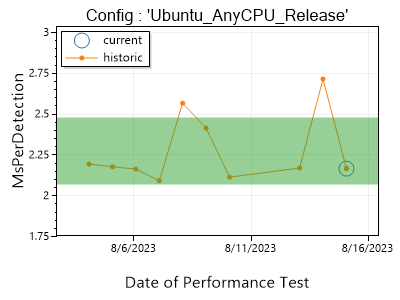 Config : 'Ubuntu_AnyCPU_Release'
current
historic
MsPerDetection
3
2.75
2.5
2.25
2
1.75
8/6/2023
8/11/2023
8/16/2023
Date of Performance Test